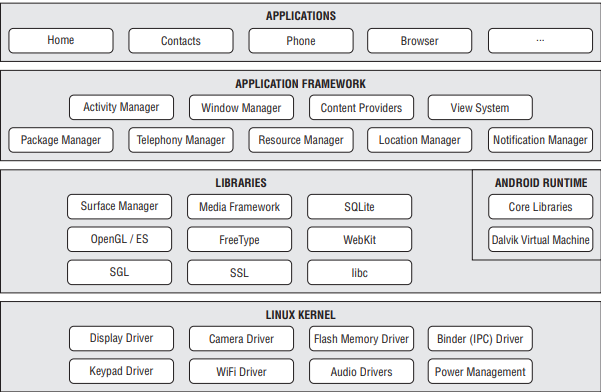 APPLICATIONS
Home Contacts Phone Browser ...
APPLICATION FRAMEWORK
Activity Manager Window Manager Content Providers View System
Package Manager Telephony Manager Resource Manager Location Manager Notification Manager
LIBRARIES ANDROID RUNTIME
Surface Manager Media Framework SQLite Core Libraries
OpenGL / ES FreeType WebKit Dalvik Virtual Machine
SGL SSL libc
LINUX KERNEL
Display Driver Camera Driver Flash Memory Driver Binder (IPC) Driver
Keypad Driver WiFi Driver Audio Drivers Power Management